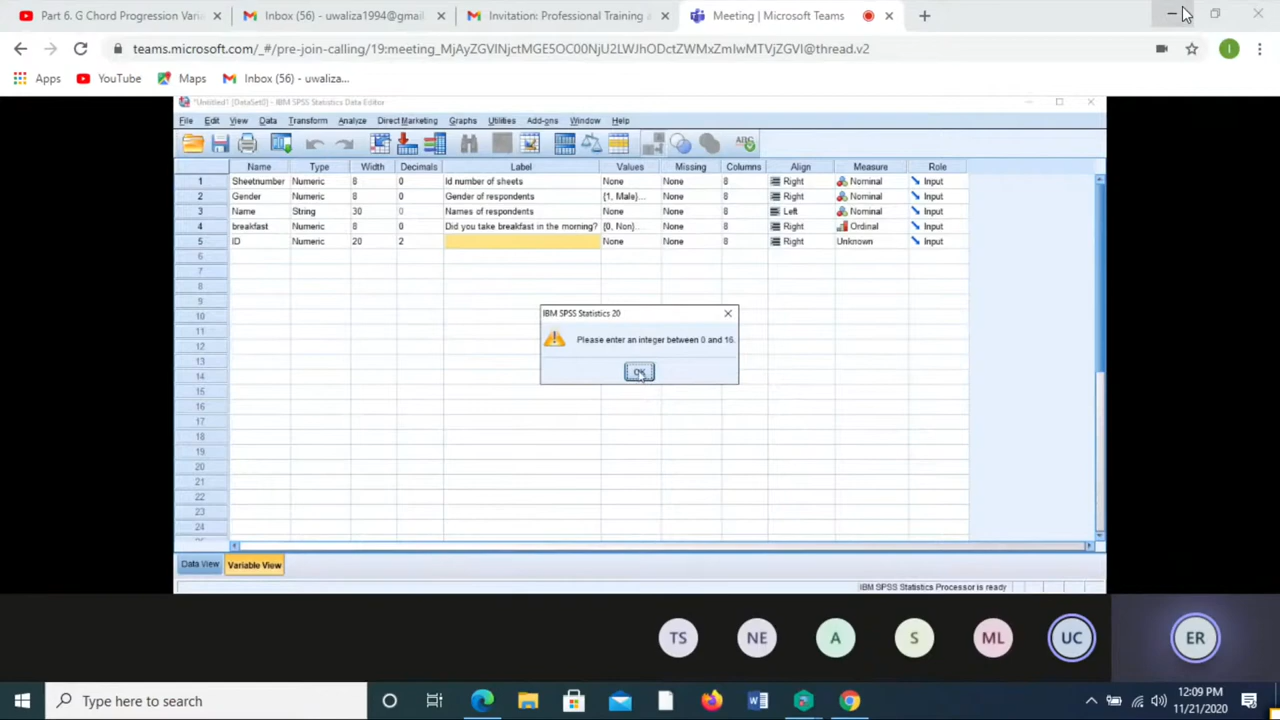 Part 6. G Chord Progression Vari
Inbox (56) - uwaliza1994@gmail
Invitation: Professional Training
Meeting | Microsoft Teams
teams.microsoft.com/_#/pre-join-calling/19:meeting_MjAyZGVlNjctMGE5OC00NjU2LWJhODctZWMxZmIwMTVjZGVl@thread.v2
I
Apps
YouTube
Maps
Inbox (56) - uwaliza...
*Untitled1 [DataSet0] - IBM SPSS Statistics Data Editor
File Edit View Data Transform Analyze Direct Marketing Graphs Utilities Add-ons Window Help
Name Type Width Decimals Label Values Missing Columns Align Measure Role
1 Sheetnumber Numeric 8 0 Id number of sheets None None 8 Right Nominal Input
2 Gender Numeric 8 0 Gender of respondents {1, Male}... None 8 Right Nominal Input
3 Name String 30 0 Names of respondents None None 8 Left Nominal Input
4 breakfast Numeric 8 0 Did you take breakfast in the morning? {0, Non}... None 8 Right Ordinal Input
5 ID Numeric 20 2 None None 8 Right Unknown Input
6
7
8
9
10
11
12
13
14
15
16
17
18
19
20
21
22
23
24
IBM SPSS Statistics 20
Please enter an integer between 0 and 16.
OK
Data View
Variable View
IBM SPSS Statistics Processor is ready
TS
NE
A
S
ML
UC
ER
Type here to search
12:09 PM
11/21/2020